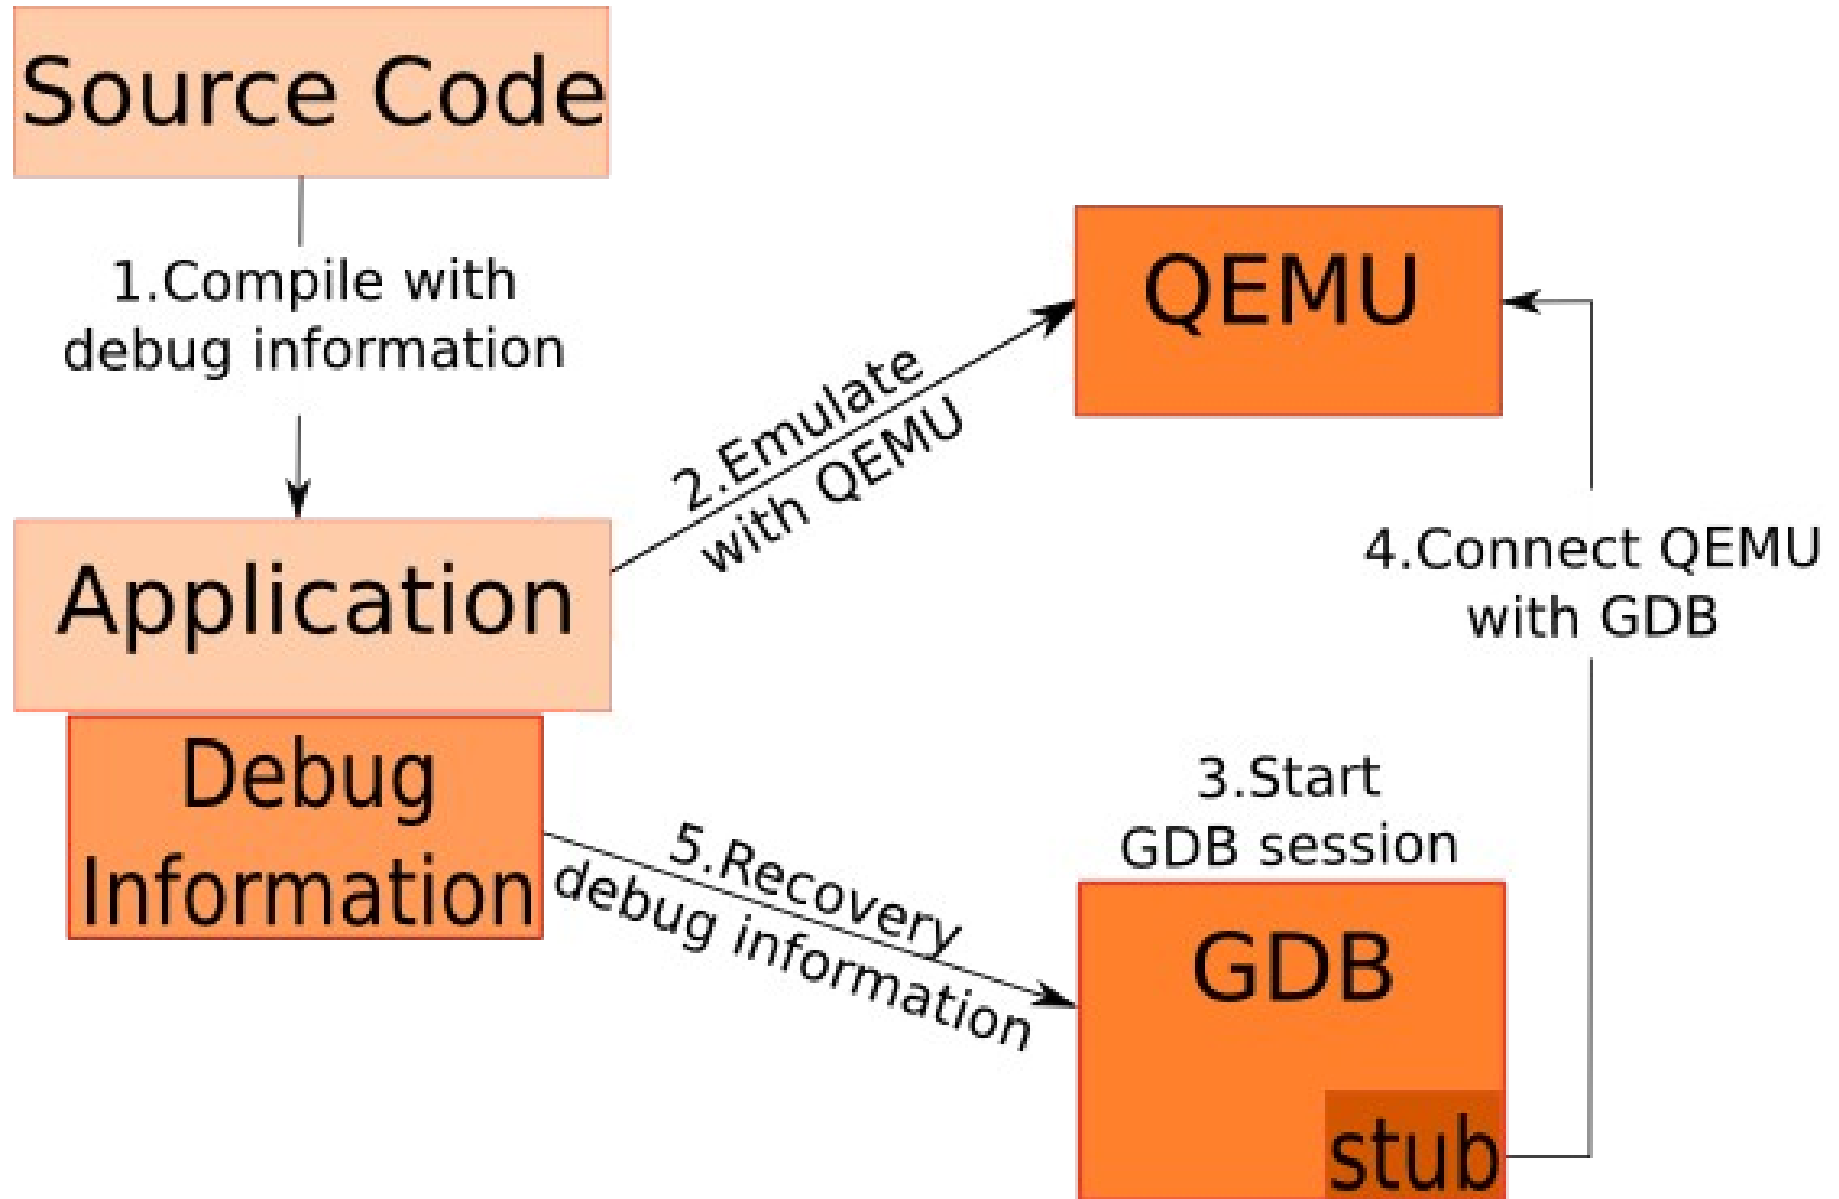 Source Code
1.Compile with
debug information
QEMU
2.Emulate
with QEMU
4.Connect QEMU
with GDB
Application
Debug
Information
3.Start
GDB session
5.Recovery
debug information
GDB
stub